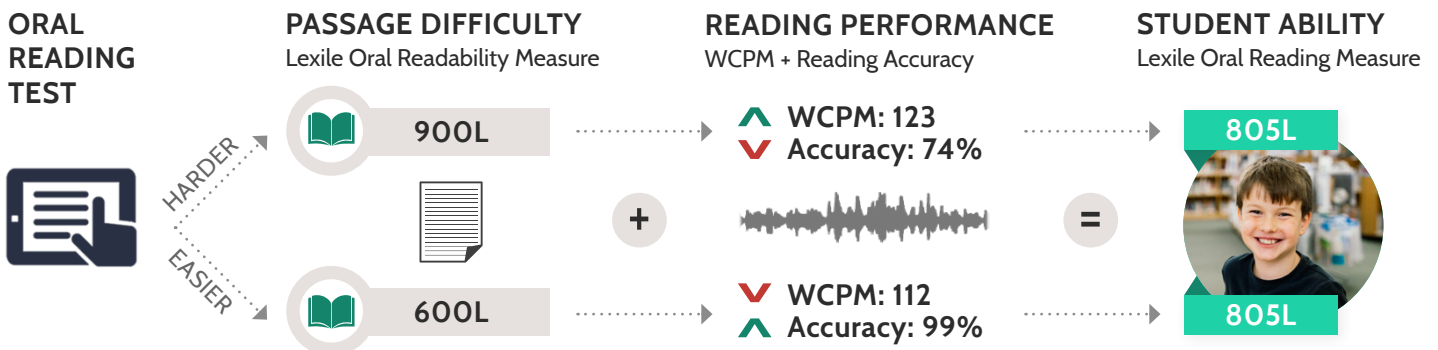 ORAL
READING
TEST
PASSAGE DIFFICULTY
Lexile Oral Readability Measure
READING PERFORMANCE
WCPM + Reading Accuracy
STUDENT ABILITY
Lexile Oral Reading Measure
HARDER
900L
WCPM: 123
Accuracy: 74%
805L
+
=
EASIER
600L
WCPM: 112
Accuracy: 99%
805L